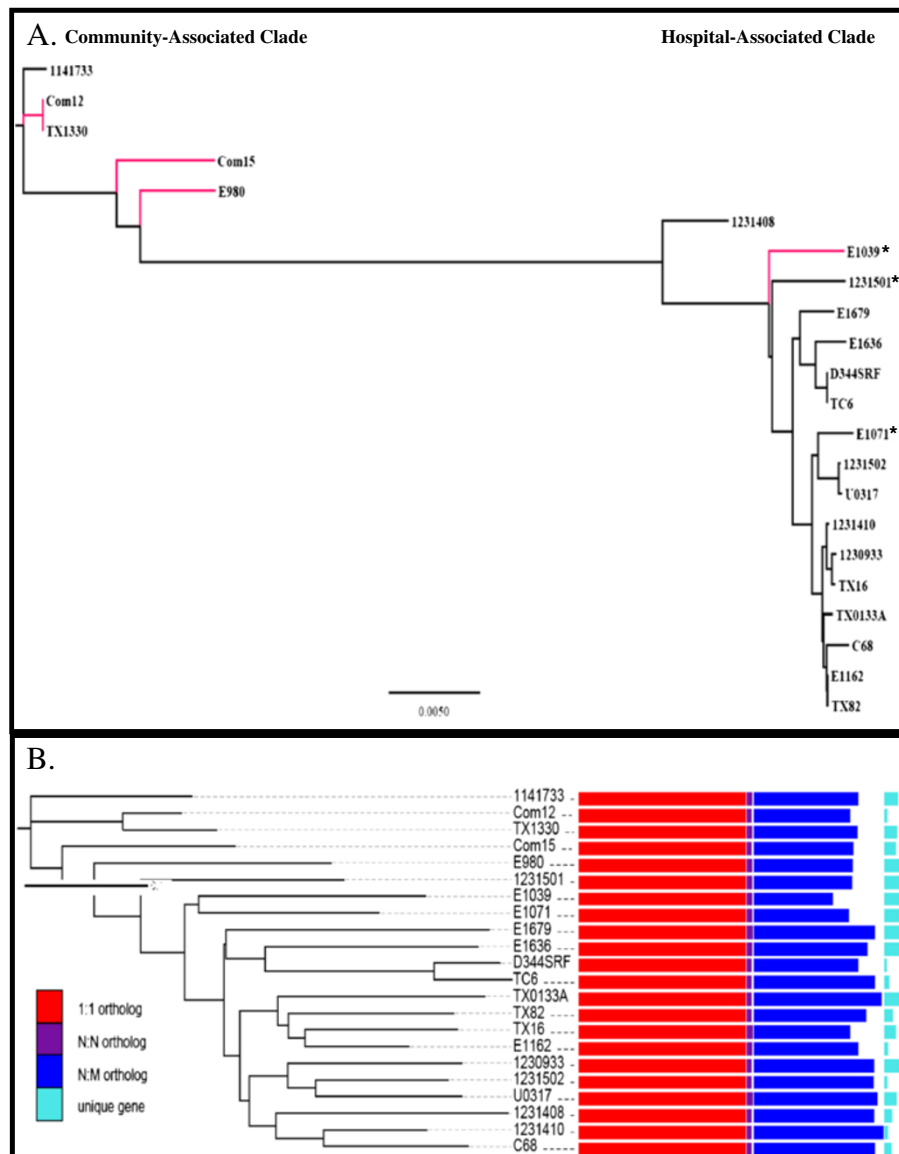 A. Community-Associated Clade
Hospital-Associated Clade
1141733
Com12
TX1330
Com15
E980
1231408
E1039*
1231501*
E1679
E1636
D344SRF
TC6
E1071*
1231502
U0317
1231410
1230933
TX16
TX0133A
C68
E1162
TX82
0.0050
B.
1141733
Com12
TX1330
Com15
E980
1231501
E1039
E1071
E1679
E1636
D344SRF
TC6
TX0133A
TX82
TX16
E1162
1230933
1231502
U0317
1231408
1231410
C68
1:1 ortholog
N:N ortholog
N:M ortholog
unique gene